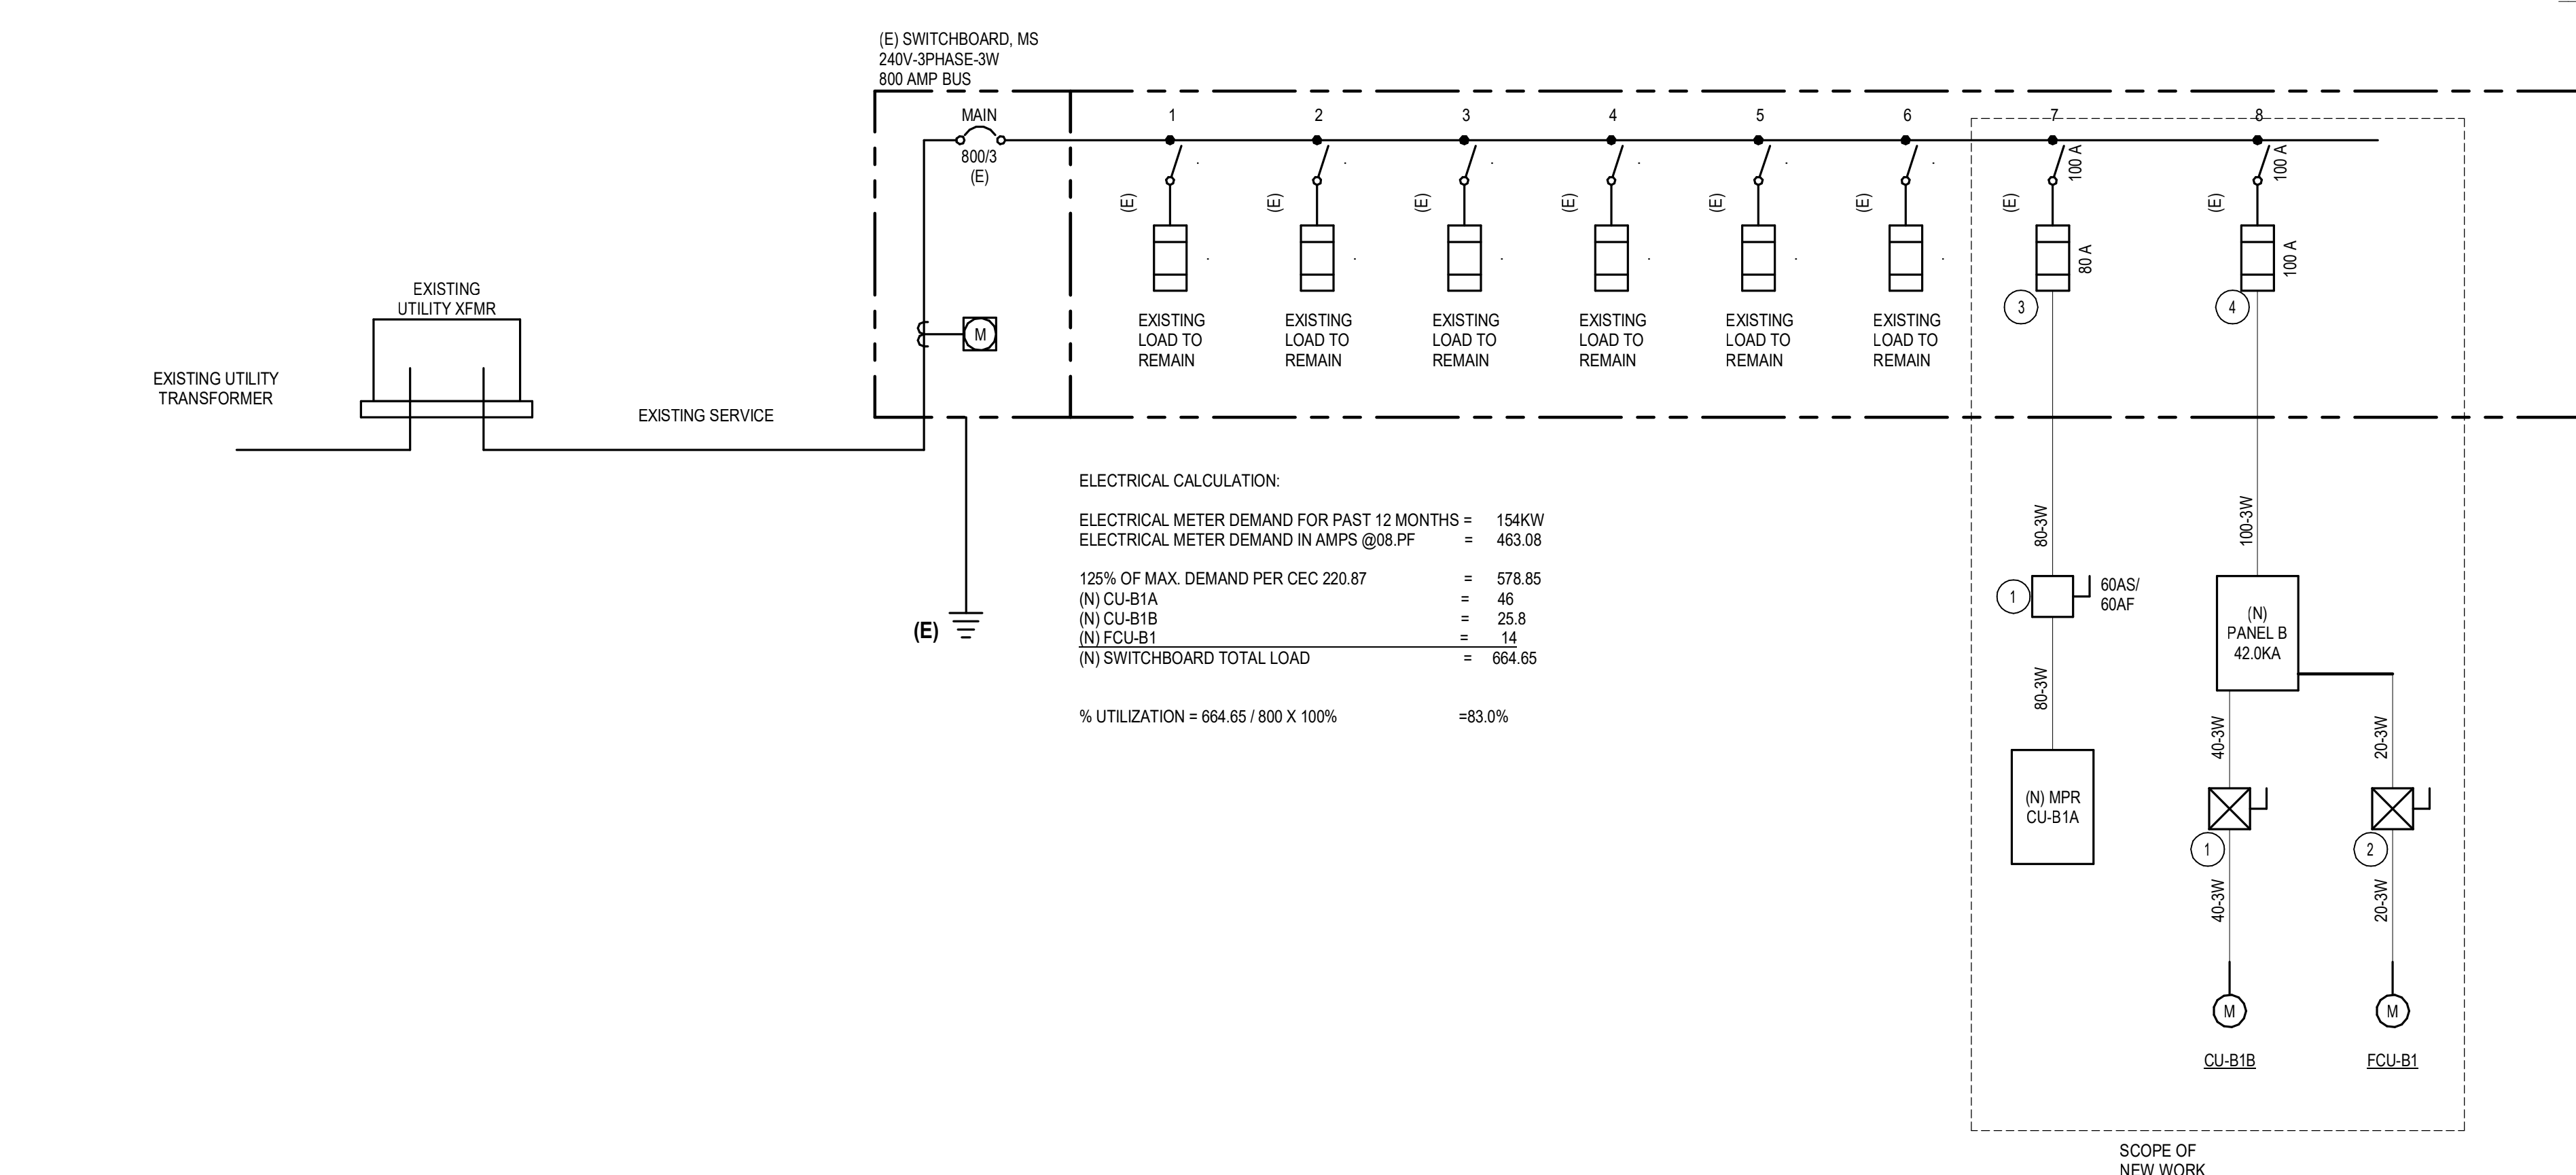 (E) SWITCHBOARD, MS
240V-3PHASE-3W
800 AMP BUS
MAIN
800/3
(E)
M
1
2
3
4
5
6
7
8
(E)
(E)
(E)
(E)
(E)
(E)
(E)
100 A
80 A
(E)
100 A
100 A
EXISTING
LOAD TO
REMAIN
EXISTING
LOAD TO
REMAIN
EXISTING
LOAD TO
REMAIN
EXISTING
LOAD TO
REMAIN
EXISTING
LOAD TO
REMAIN
EXISTING
LOAD TO
REMAIN
3
4
EXISTING
UTILITY XFMR
EXISTING UTILITY
TRANSFORMER
EXISTING SERVICE
(E)
ELECTRICAL CALCULATION:
ELECTRICAL METER DEMAND FOR PAST 12 MONTHS = 154KW
ELECTRICAL METER DEMAND IN AMPS @08.PF = 463.08
125% OF MAX. DEMAND PER CEC 220.87 = 578.85
(N) CU-B1A = 46
(N) CU-B1B = 25.8
(N) FCU-B1 = 14
(N) SWITCHBOARD TOTAL LOAD = 664.65
% UTILIZATION = 664.65 / 800 X 100% =83.0%
80-3W
1
60AS/
60AF
80-3W
(N) MPR
CU-B1A
100-3W
(N)
PANEL B
42.0KA
40-3W
20-3W
1
2
40-3W
20-3W
M
M
CU-B1B
FCU-B1
SCOPE OF
NEW WORK